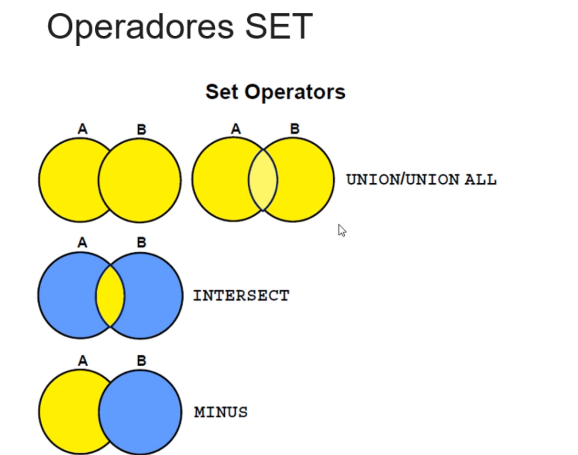 Operadores SET
Set Operators
A B A B
UNION/UNION ALL
A B
INTERSECT
A B
MINUS